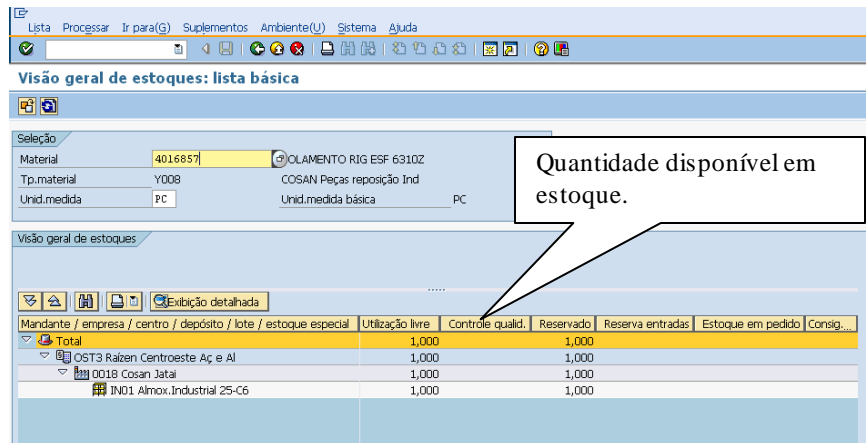 Lista Processar Ir para(G) Suplementos Ambiente(U) Sistema Ajuda
Visão geral de estoques: lista básica
Seleção
Material 4016857 OLAMENTO RIG ESF 6310Z
Tp.material Y008 COSAN Peças reposição Ind
Unid.medida PC Unid.medida básica PC
Quantidade disponível em
estoque.
Visão geral de estoques
Exibição detalhada
Mandante / empresa / centro / depósito / lote / estoque especial Utilização livre Controle qualid. Reservado Reserva entradas Estoque em pedido Consig....
Total 1,000 1,000
OST3 Raízen Centroeste Aç e Al 1,000 1,000
0018 Cosan Jatai 1,000 1,000
IN01 Almox.Industrial 25-C6 1,000 1,000